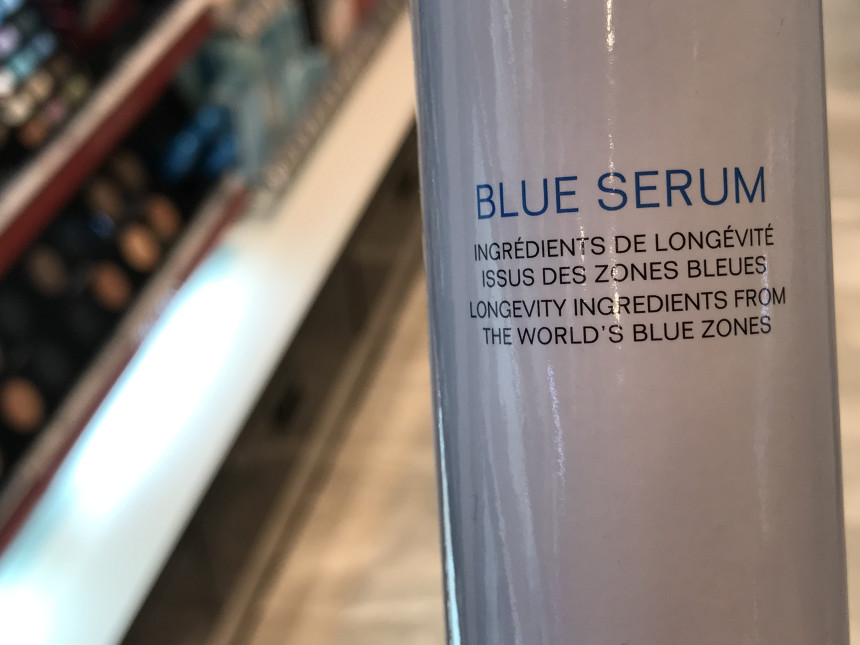 BLUE SERUM
INGRÉDIENTS DE LONGÉVITÉ
ISSUS DES ZONES BLEUES
LONGEVITY INGREDIENTS FROM
THE WORLD'S BLUE ZONES